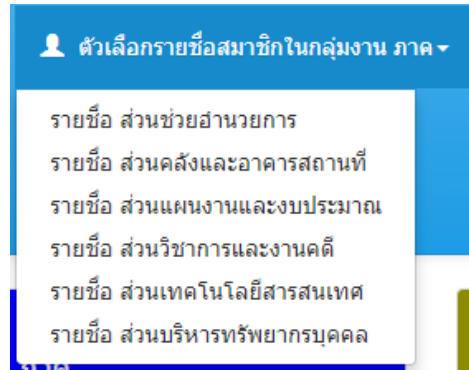 ตัวเลือกรายชื่อสมาชิกในกลุ่มงาน ภาค
รายชื่อ ส่วนช่วยอำนวยการ
รายชื่อ ส่วนคลังและอาคารสถานที่
รายชื่อ ส่วนแผนงานและงบประมาณ
รายชื่อ ส่วนวิชาการและงานคดี
รายชื่อ ส่วนเทคโนโลยีสารสนเทศ
รายชื่อ ส่วนบริหารทรัพยากรบุคคล